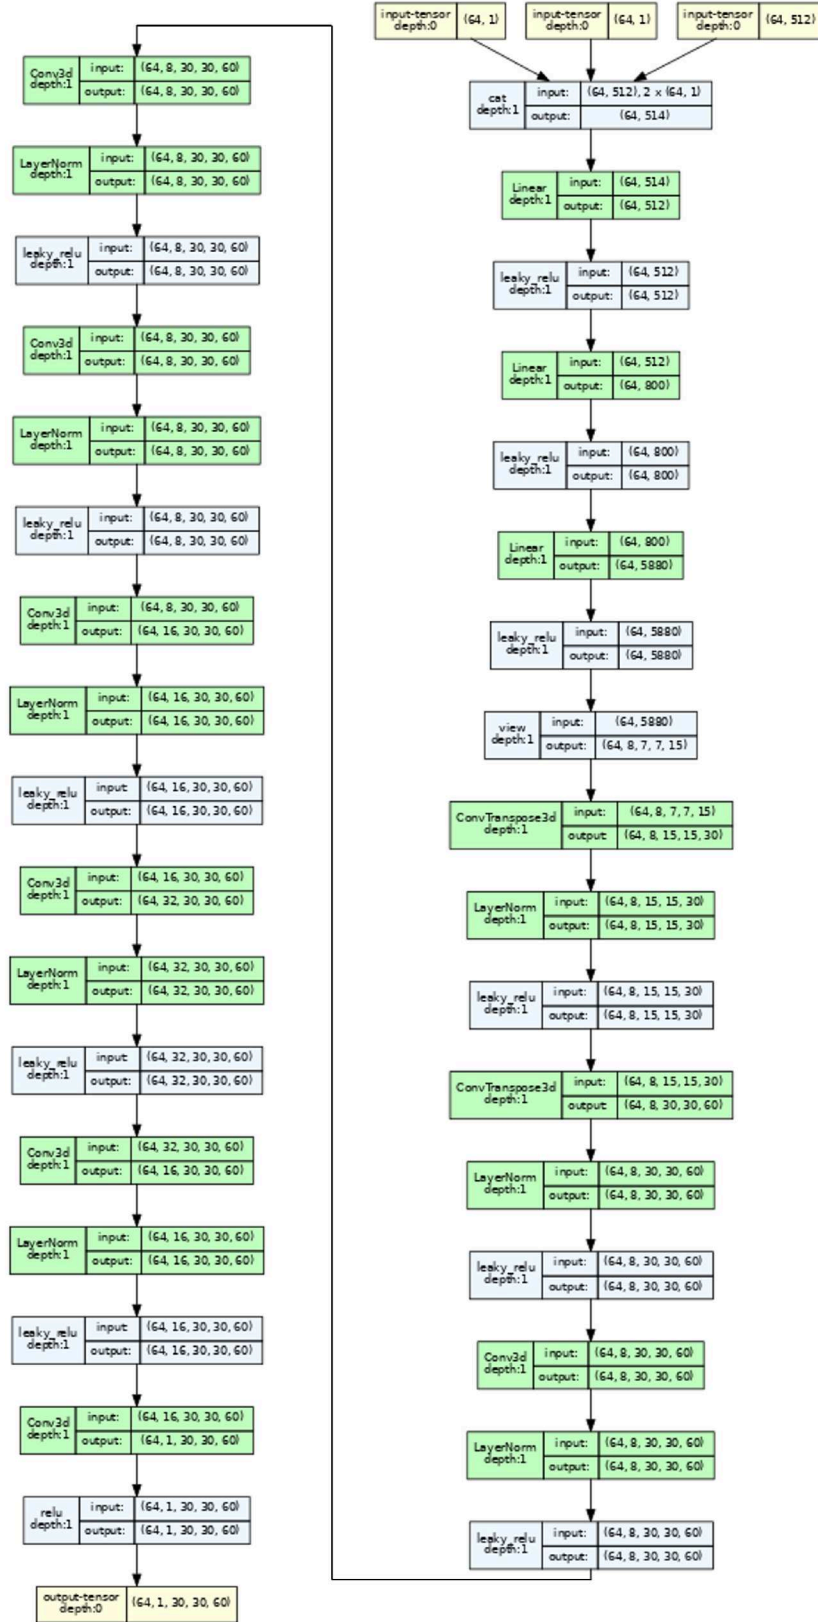 input-tensor depth:0 (64, 1)
input-tensor depth:0 (64, 1)
input-tensor depth:0 (64, 512)
cat depth:1 input: (64, 512), 2 x (64, 1)
output: (64, 514)
Linear depth:1 input: (64, 514)
output: (64, 512)
leaky_relu depth:1 input: (64, 512)
output: (64, 512)
Linear depth:1 input: (64, 512)
output: (64, 800)
leaky_relu depth:1 input: (64, 800)
output: (64, 800)
Linear depth:1 input: (64, 800)
output: (64, 5880)
leaky_relu depth:1 input: (64, 5880)
output: (64, 5880)
view depth:1 input: (64, 5880)
output: (64, 8, 7, 7, 15)
ConvTranspose3d depth:1 input: (64, 8, 7, 7, 15)
output: (64, 8, 15, 15, 30)
LayerNorm depth:1 input: (64, 8, 15, 15, 30)
output: (64, 8, 15, 15, 30)
leaky_relu depth:1 input: (64, 8, 15, 15, 30)
output: (64, 8, 15, 15, 30)
ConvTranspose3d depth:1 input: (64, 8, 15, 15, 30)
output: (64, 8, 30, 30, 60)
LayerNorm depth:1 input: (64, 8, 30, 30, 60)
output: (64, 8, 30, 30, 60)
leaky_relu depth:1 input: (64, 8, 30, 30, 60)
output: (64, 8, 30, 30, 60)
Conv3d depth:1 input: (64, 8, 30, 30, 60)
output: (64, 8, 30, 30, 60)
LayerNorm depth:1 input: (64, 8, 30, 30, 60)
output: (64, 8, 30, 30, 60)
leaky_relu depth:1 input: (64, 8, 30, 30, 60)
output: (64, 8, 30, 30, 60)
Conv3d depth:1 input: (64, 8, 30, 30, 60)
output: (64, 8, 30, 30, 60)
LayerNorm depth:1 input: (64, 8, 30, 30, 60)
output: (64, 8, 30, 30, 60)
leaky_relu depth:1 input: (64, 8, 30, 30, 60)
output: (64, 8, 30, 30, 60)
Conv3d depth:1 input: (64, 8, 30, 30, 60)
output: (64, 8, 30, 30, 60)
LayerNorm depth:1 input: (64, 8, 30, 30, 60)
output: (64, 8, 30, 30, 60)
leaky_relu depth:1 input: (64, 8, 30, 30, 60)
output: (64, 8, 30, 30, 60)
Conv3d depth:1 input: (64, 8, 30, 30, 60)
output: (64, 16, 30, 30, 60)
LayerNorm depth:1 input: (64, 16, 30, 30, 60)
output: (64, 16, 30, 30, 60)
leaky_relu depth:1 input: (64, 16, 30, 30, 60)
output: (64, 16, 30, 30, 60)
Conv3d depth:1 input: (64, 16, 30, 30, 60)
output: (64, 32, 30, 30, 60)
LayerNorm depth:1 input: (64, 32, 30, 30, 60)
output: (64, 32, 30, 30, 60)
leaky_relu depth:1 input: (64, 32, 30, 30, 60)
output: (64, 32, 30, 30, 60)
Conv3d depth:1 input: (64, 32, 30, 30, 60)
output: (64, 16, 30, 30, 60)
LayerNorm depth:1 input: (64, 16, 30, 30, 60)
output: (64, 16, 30, 30, 60)
leaky_relu depth:1 input: (64, 16, 30, 30, 60)
output: (64, 16, 30, 30, 60)
Conv3d depth:1 input: (64, 16, 30, 30, 60)
output: (64, 1, 30, 30, 60)
relu depth:1 input: (64, 1, 30, 30, 60)
output: (64, 1, 30, 30, 60)
output-tensor depth:0 (64, 1, 30, 30, 60)